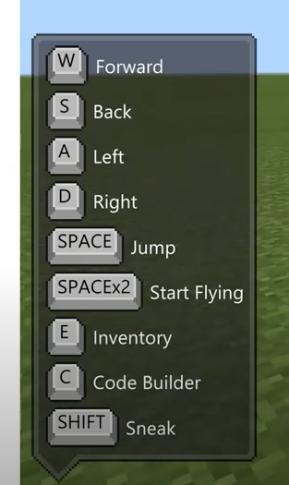 W Forward
S Back
A Left
D Right
SPACE Jump
SPACEx2 Start Flying
E Inventory
C Code Builder
SHIFT Sneak